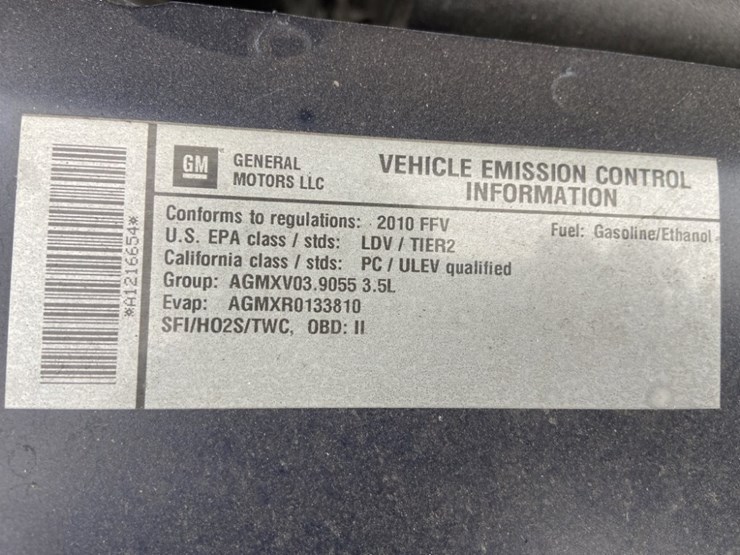 *A1216654*
GM GENERAL
MOTORS LLC
VEHICLE EMISSION CONTROL
INFORMATION
Conforms to regulations: 2010 FFV
Fuel: Gasoline/Ethanol
U.S. EPA class / stds: LDV / TIER2
California class / stds: PC / ULEV qualified
Group: AGMXV03.9055 3.5L
Evap: AGMXR0133810
SFI/HO2S/TWC, OBD: II